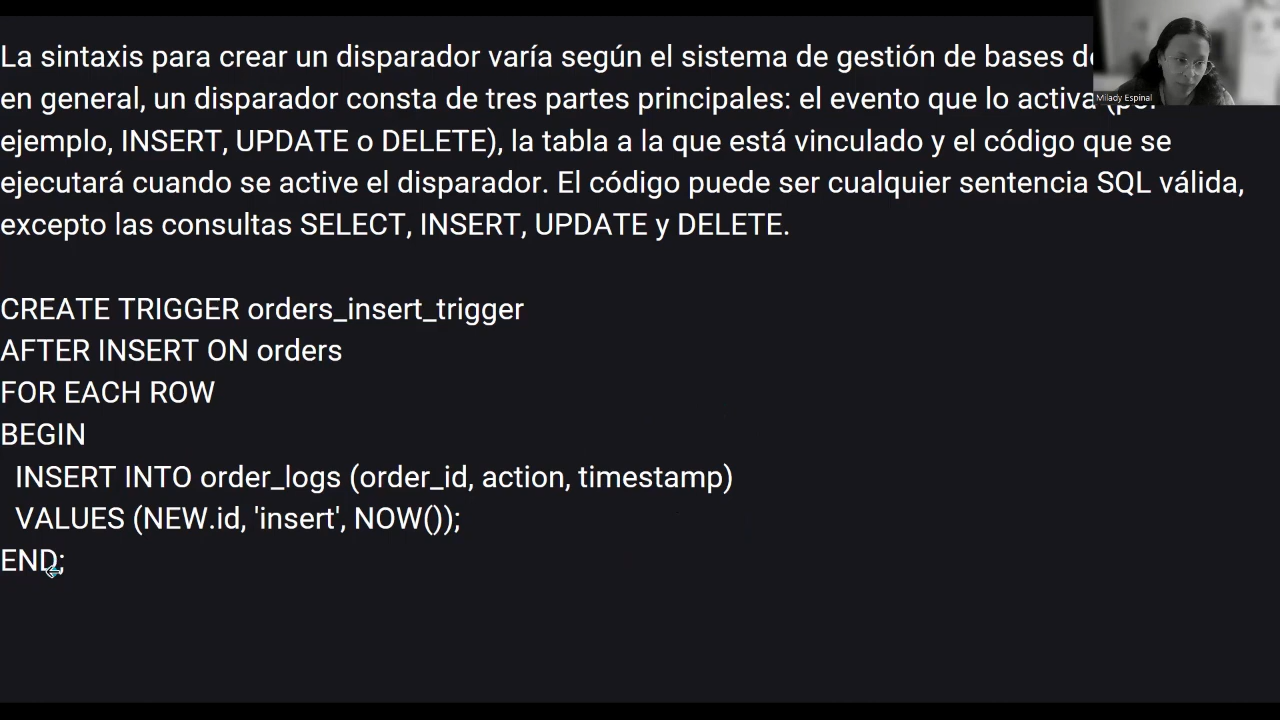 La sintaxis para crear un disparador varía según el sistema de gestión de bases
en general, un disparador consta de tres partes principales: el evento que lo activa
ejemplo, INSERT, UPDATE o DELETE), la tabla a la que está vinculado y el código que se
ejecutará cuando se active el disparador. El código puede ser cualquier sentencia SQL válida,
excepto las consultas SELECT, INSERT, UPDATE y DELETE.
CREATE TRIGGER orders_insert_trigger
AFTER INSERT ON orders
FOR EACH ROW
BEGIN
INSERT INTO order_logs (order_id, action, timestamp)
VALUES (NEW.id, 'insert', NOW());
END;
Milady Espinal